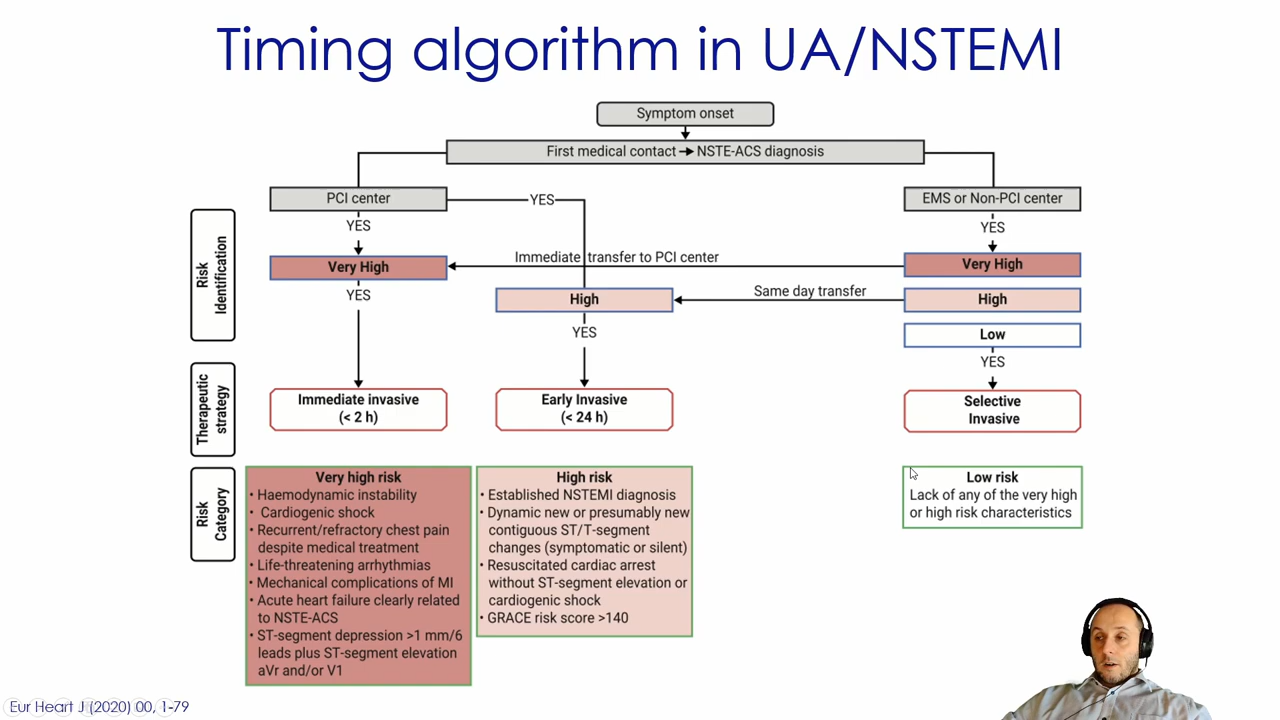 Timing algorithm in UA/NSTEMI
Symptom onset
First medical contact → NSTE-ACS diagnosis
PCI center
YES
EMS or Non-PCI center
YES
YES
Risk
Identification
Very High
Immediate transfer to PCI center
Very High
YES
High
Same day transfer
High
YES
Low
YES
Therapeutic
strategy
Immediate invasive
(< 2 h)
Early Invasive
(< 24 h)
Selective
Invasive
Risk
Category
Very high risk
• Haemodynamic instability
• Cardiogenic shock
• Recurrent/refractory chest pain
despite medical treatment
• Life-threatening arrhythmias
• Mechanical complications of MI
• Acute heart failure clearly related
to NSTE-ACS
• ST-segment depression >1 mm/6
leads plus ST-segment elevation
aVr and/or V1
High risk
• Established NSTEMI diagnosis
• Dynamic new or presumably new
contiguous ST/T-segment
changes (symptomatic or silent)
• Resuscitated cardiac arrest
without ST-segment elevation or
cardiogenic shock
• GRACE risk score >140
Low risk
Lack of any of the very high
or high risk characteristics
Eur Heart J (2020) 00, 1-79